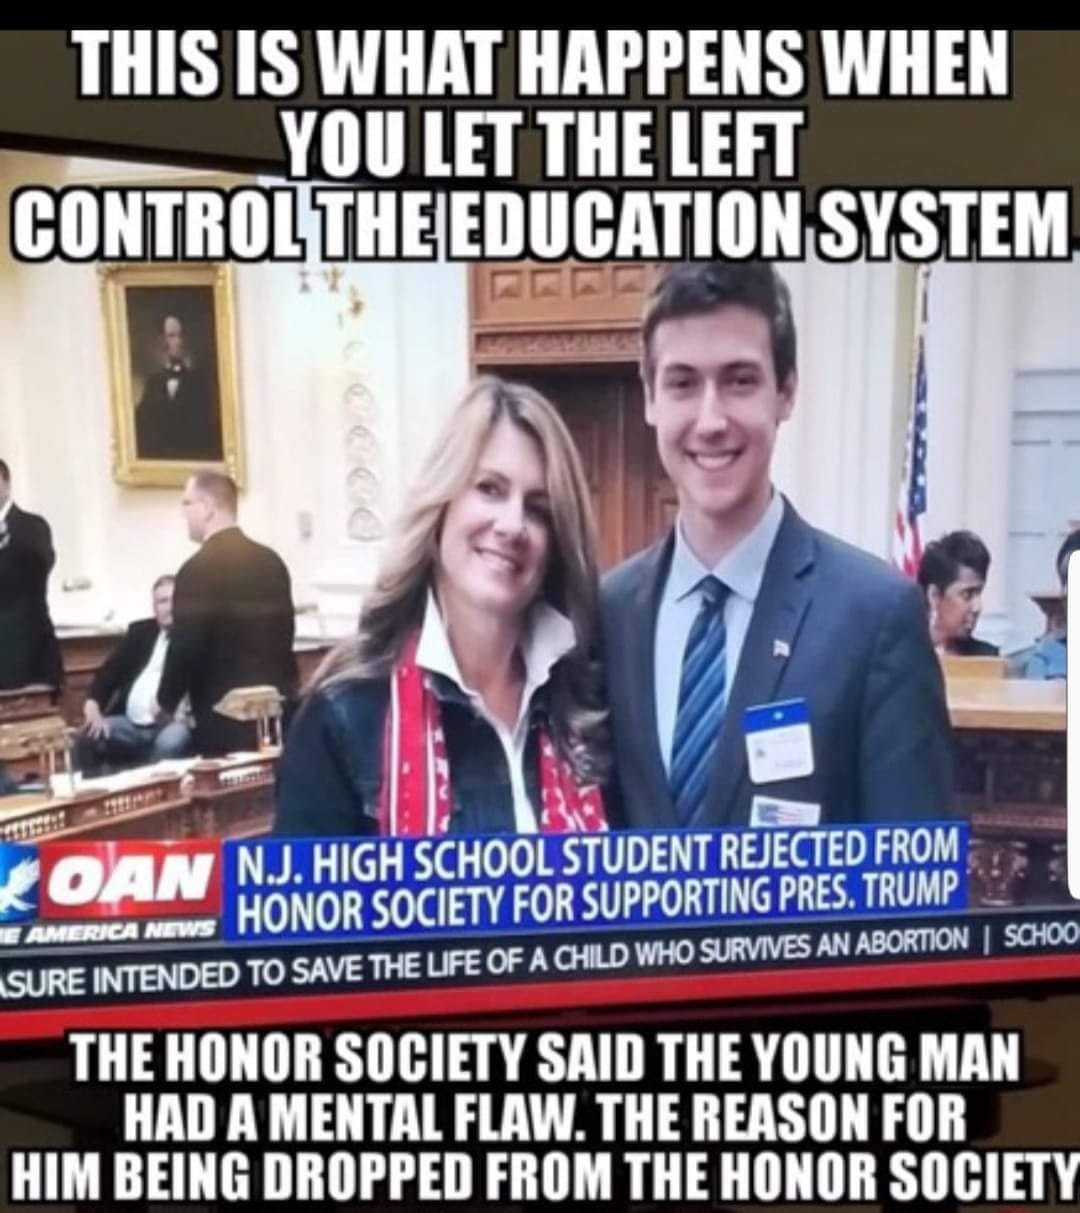 THIS IS WHAT HAPPENS WHEN
YOU LET THE LEFT
CONTROL THE EDUCATION SYSTEM
OAN
E AMERICA NEWS
N.J. HIGH SCHOOL STUDENT REJECTED FROM
HONOR SOCIETY FOR SUPPORTING PRES. TRUMP
ASURE INTENDED TO SAVE THE LIFE OF A CHILD WHO SURVIVES AN ABORTION | SCHOO
THE HONOR SOCIETY SAID THE YOUNG MAN
HAD A MENTAL FLAW. THE REASON FOR
HIM BEING DROPPED FROM THE HONOR SOCIETY